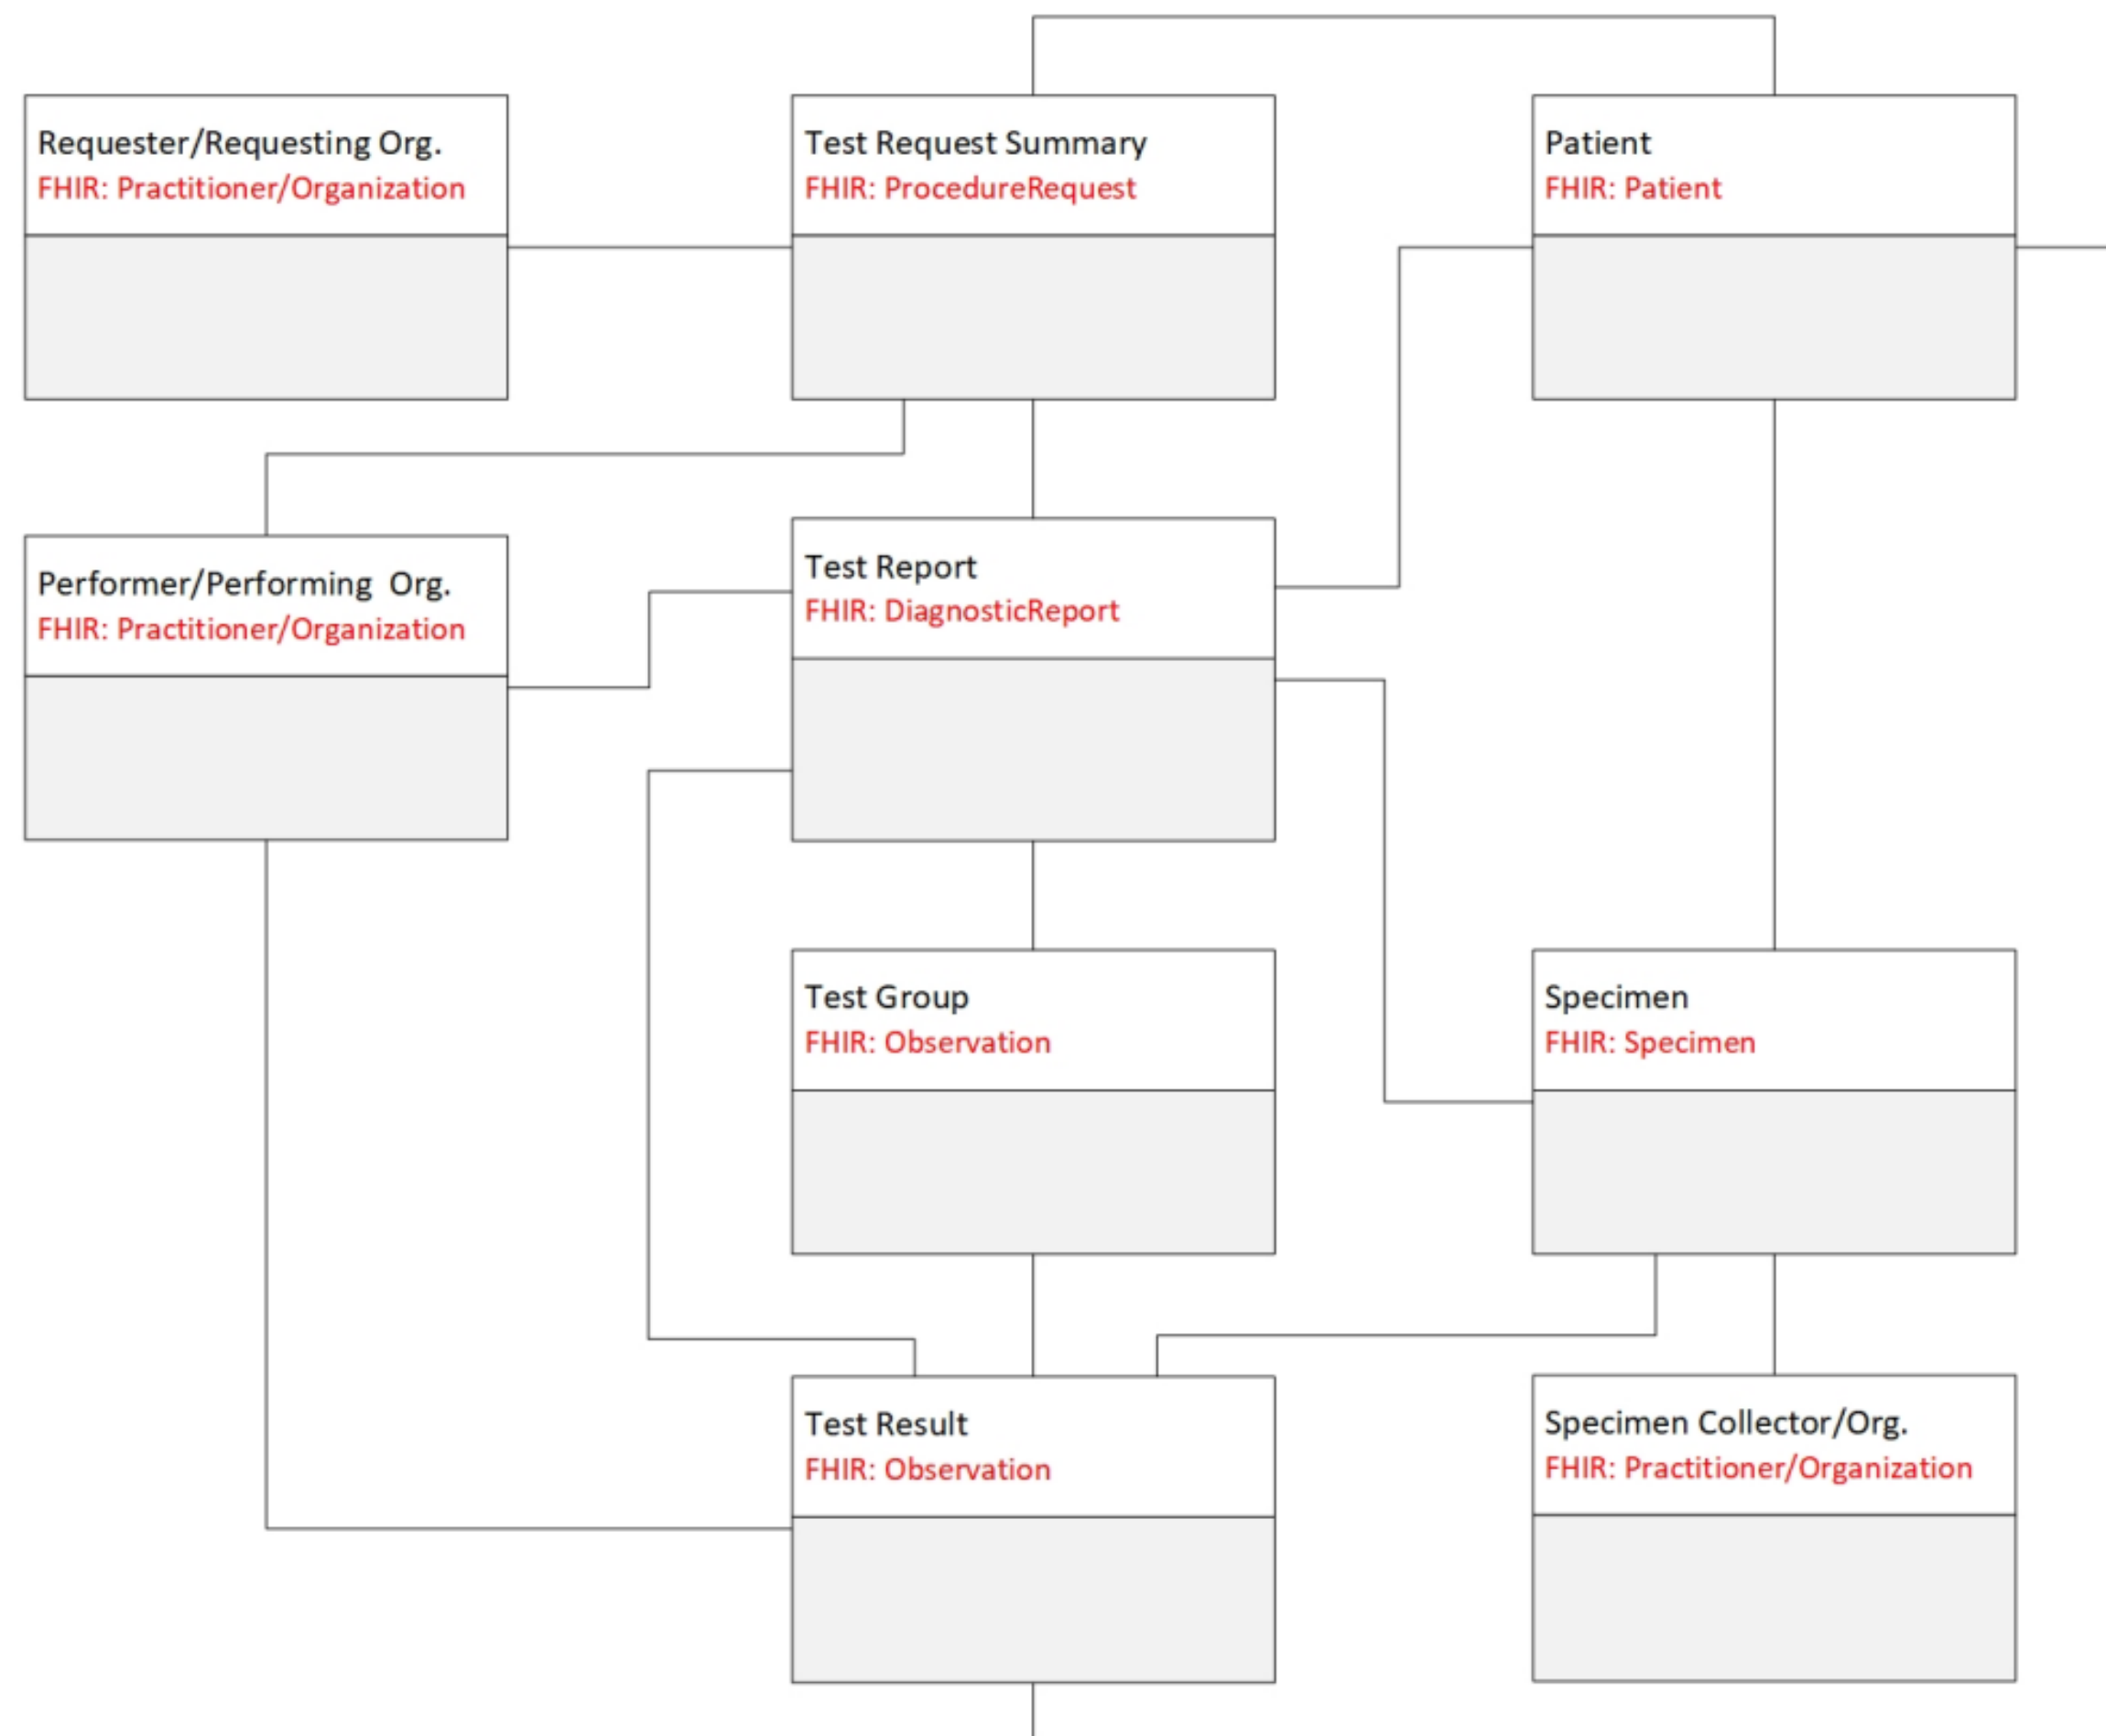 Requester/Requesting Org.
FHIR: Practitioner/Organization
Test Request Summary
FHIR: ProcedureRequest
Patient
FHIR: Patient
Performer/Performing  Org.
FHIR: Practitioner/Organization
Test Report
FHIR: DiagnosticReport
Test Group
FHIR: Observation
Specimen
FHIR: Specimen
Test Result
FHIR: Observation
Specimen Collector/Org.
FHIR: Practitioner/Organization